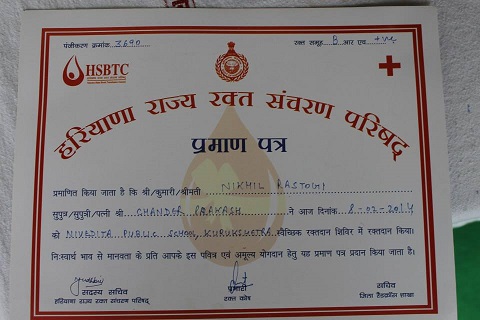 पंजीकरण क्रमांक 3690 रक्त समूह B आर एच +ve
HSBTC
हरियाणा राज्य रक्त संचरण परिषद्
प्रमाण पत्र
प्रमाणित किया जाता है कि श्री/कुमारी/श्रीमती NIKHIL RASTOGI
सुपुत्र/सुपुत्री/पत्नी श्री CHANDER PRAKASH ने आज दिनांक 8-02-2014
को NIVEDITA PUBLIC SCHOOL, KURUKSHETRA स्वैच्छिक रक्तदान शिविर में रक्तदान किया।
निःस्वार्थ भाव से मानवता के प्रति आपके इस पवित्र एवं अमूल्य योगदान हेतु यह प्रमाण पत्र प्रदान किया जाता है।
सदस्य सचिव प्रभारी सचिव
हरियाणा राज्य रक्त संचरण परिषद् रक्त कोष जिला रैडक्रॉस शाखा